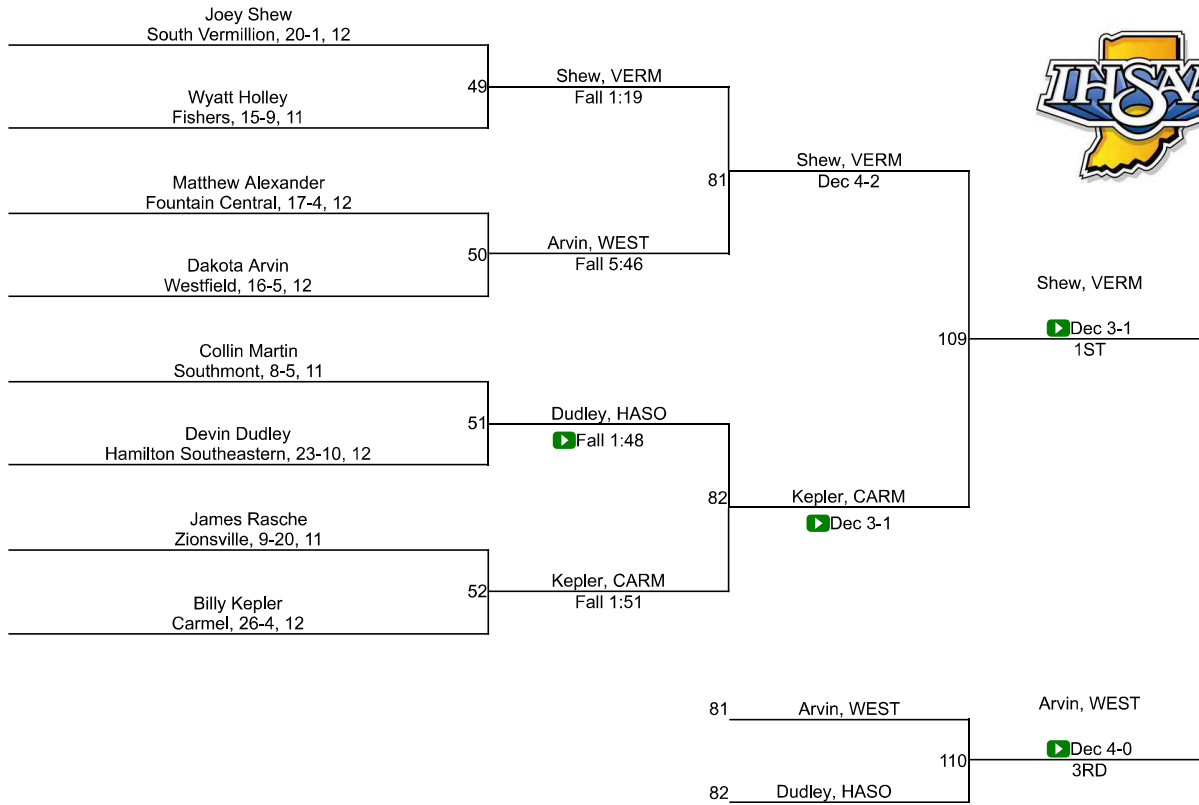 Joey Shew
South Vermillion, 20-1, 12
49
Wyatt Holley
Fishers, 15-9, 11
Shew, VERM
Fall 1:19
Matthew Alexander
Fountain Central, 17-4, 12
50
Dakota Arvin
Westfield, 16-5, 12
Arvin, WEST
Fall 5:46
81
Shew, VERM
Dec 4-2
Collin Martin
Southmont, 8-5, 11
51
Devin Dudley
Hamilton Southeastern, 23-10, 12
Dudley, HASO
Fall 1:48
James Rasche
Zionsville, 9-20, 11
52
Billy Kepler
Carmel, 26-4, 12
Kepler, CARM
Fall 1:51
82
Kepler, CARM
Dec 3-1
109
Shew, VERM
Dec 3-1
1ST
IHSAA
81
Arvin, WEST
110
82
Dudley, HASO
Arvin, WEST
Dec 4-0
3RD